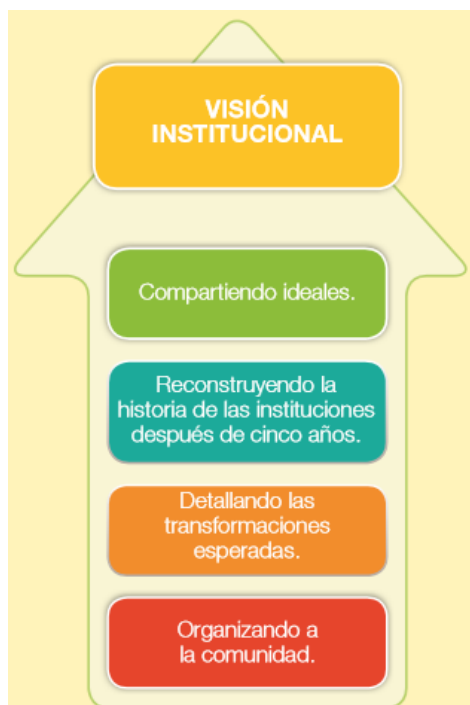 VISIÓN
INSTITUCIONAL
Compartiendo ideales.
Reconstruyendo la
historia de las instituciones
después de cinco años.
Detallando las
transformaciones
esperadas.
Organizando a
la comunidad.